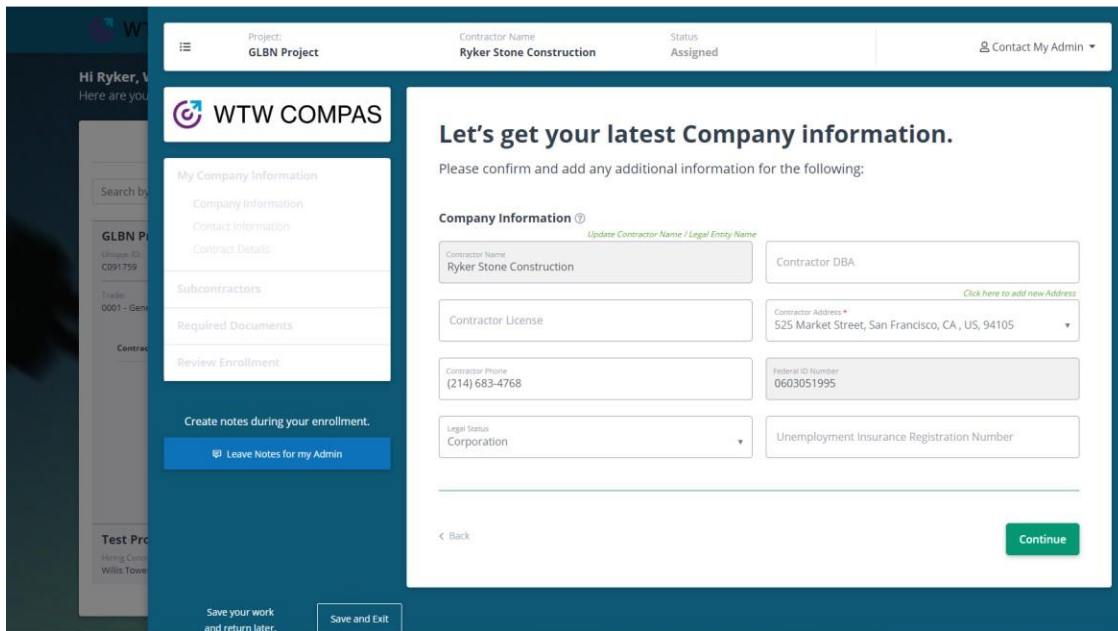 W
Project:
GLBN Project
Contractor Name
Ryker Stone Construction
Status
Assigned
Contact My Admin
Hi Ryker, W
Here are you
WTW COMPAS
Search by
GLBN P
Unique ID:
C091759
Trade:
0001 - Gene
Contrac
Test Pro
Willis Towe
My Company Information
Company Information
Contact Information
Contract Details
Subcontractors
Required Documents
Review Enrollment
Create notes during your enrollment.
Leave Notes for my Admin
Save your work
and return later.
Save and Exit
Let's get your latest Company information.
Please confirm and add any additional information for the following:
Company Information
Update Contractor Name / Legal Entity Name
Contractor Name
Ryker Stone Construction
Contractor DBA
Click here to add new Address
Contractor License
Contractor Address *
525 Market Street, San Francisco, CA , US, 94105
Contractor Phone
(214) 683-4768
Federal ID Number
0603051995
Legal Status
Corporation
Unemployment Insurance Registration Number
< Back
Continue